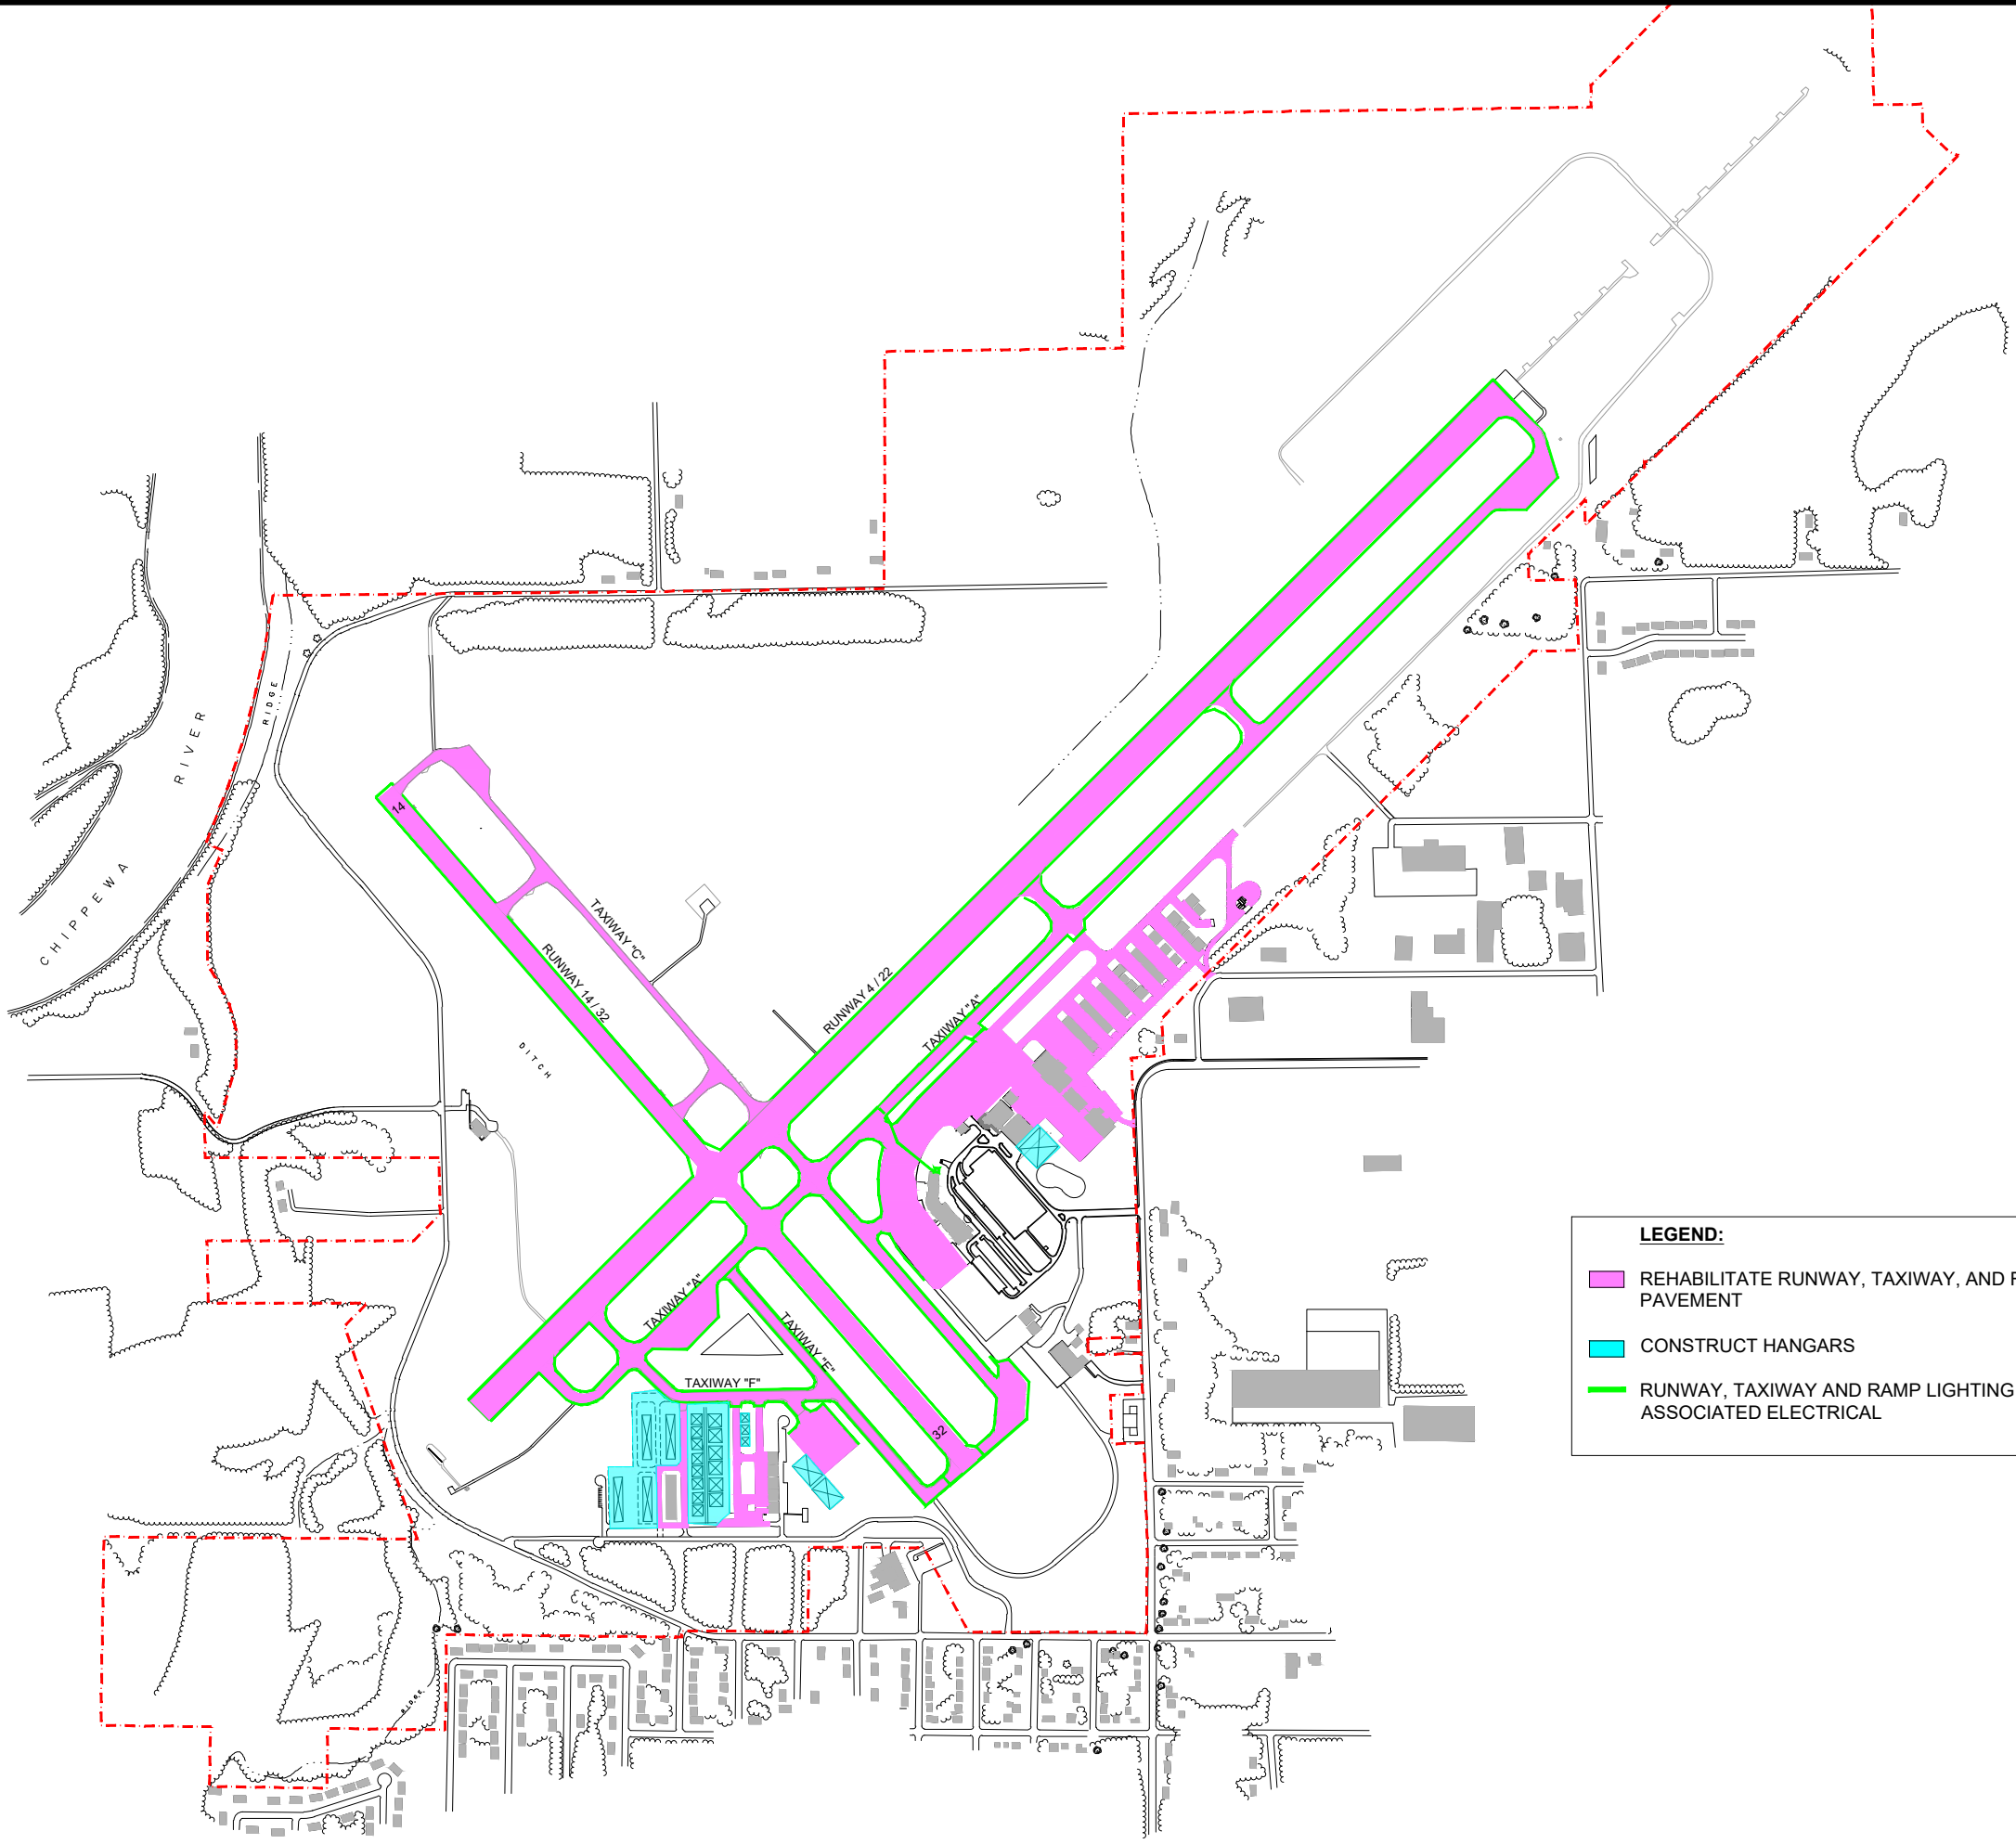 RIDGE
RIVER
CHIPPEWA
14
TAXIWAY "C"
RUNWAY 14 / 32
RUNWAY 4 / 22
TAXIWAY "A"
DITCH
TAXIWAY "A"
TAXIWAY "E"
TAXIWAY "F"
32
RIDGE
LEGEND:
REHABILITATE RUNWAY, TAXIWAY, AND
PAVEMENT
CONSTRUCT HANGARS
RUNWAY, TAXIWAY AND RAMP LIGHTING
ASSOCIATED ELECTRICAL